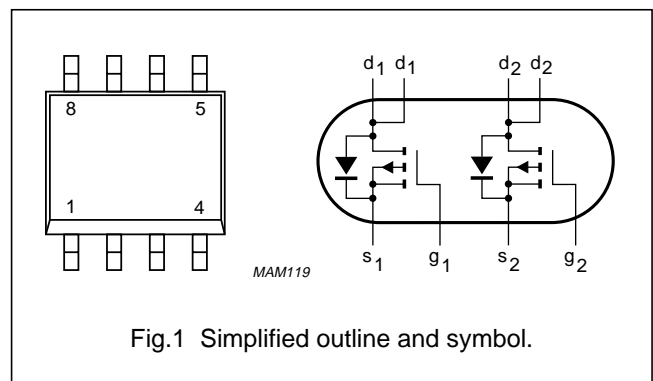 d1 d1 d2 d2
8 5
1 4
s1 g1 s2 g2
MAM119
Fig.1 Simplified outline and symbol.